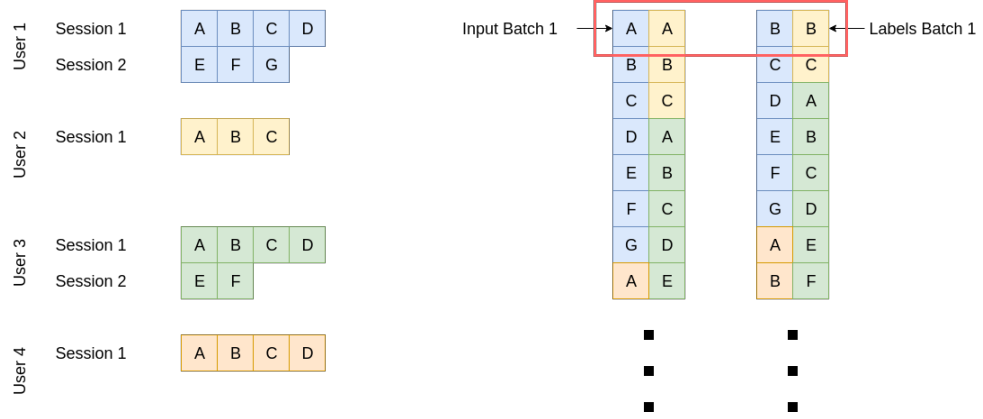 User 1
Session 1
A B C D
Session 2
E F G
User 2
Session 1
A B C
User 3
Session 1
A B C D
Session 2
E F
User 4
Session 1
A B C D
Input Batch 1
A A B B
Labels Batch 1
B B C C
C C D A
D A E B
E B F C
F C G D
G D A E
A E B F